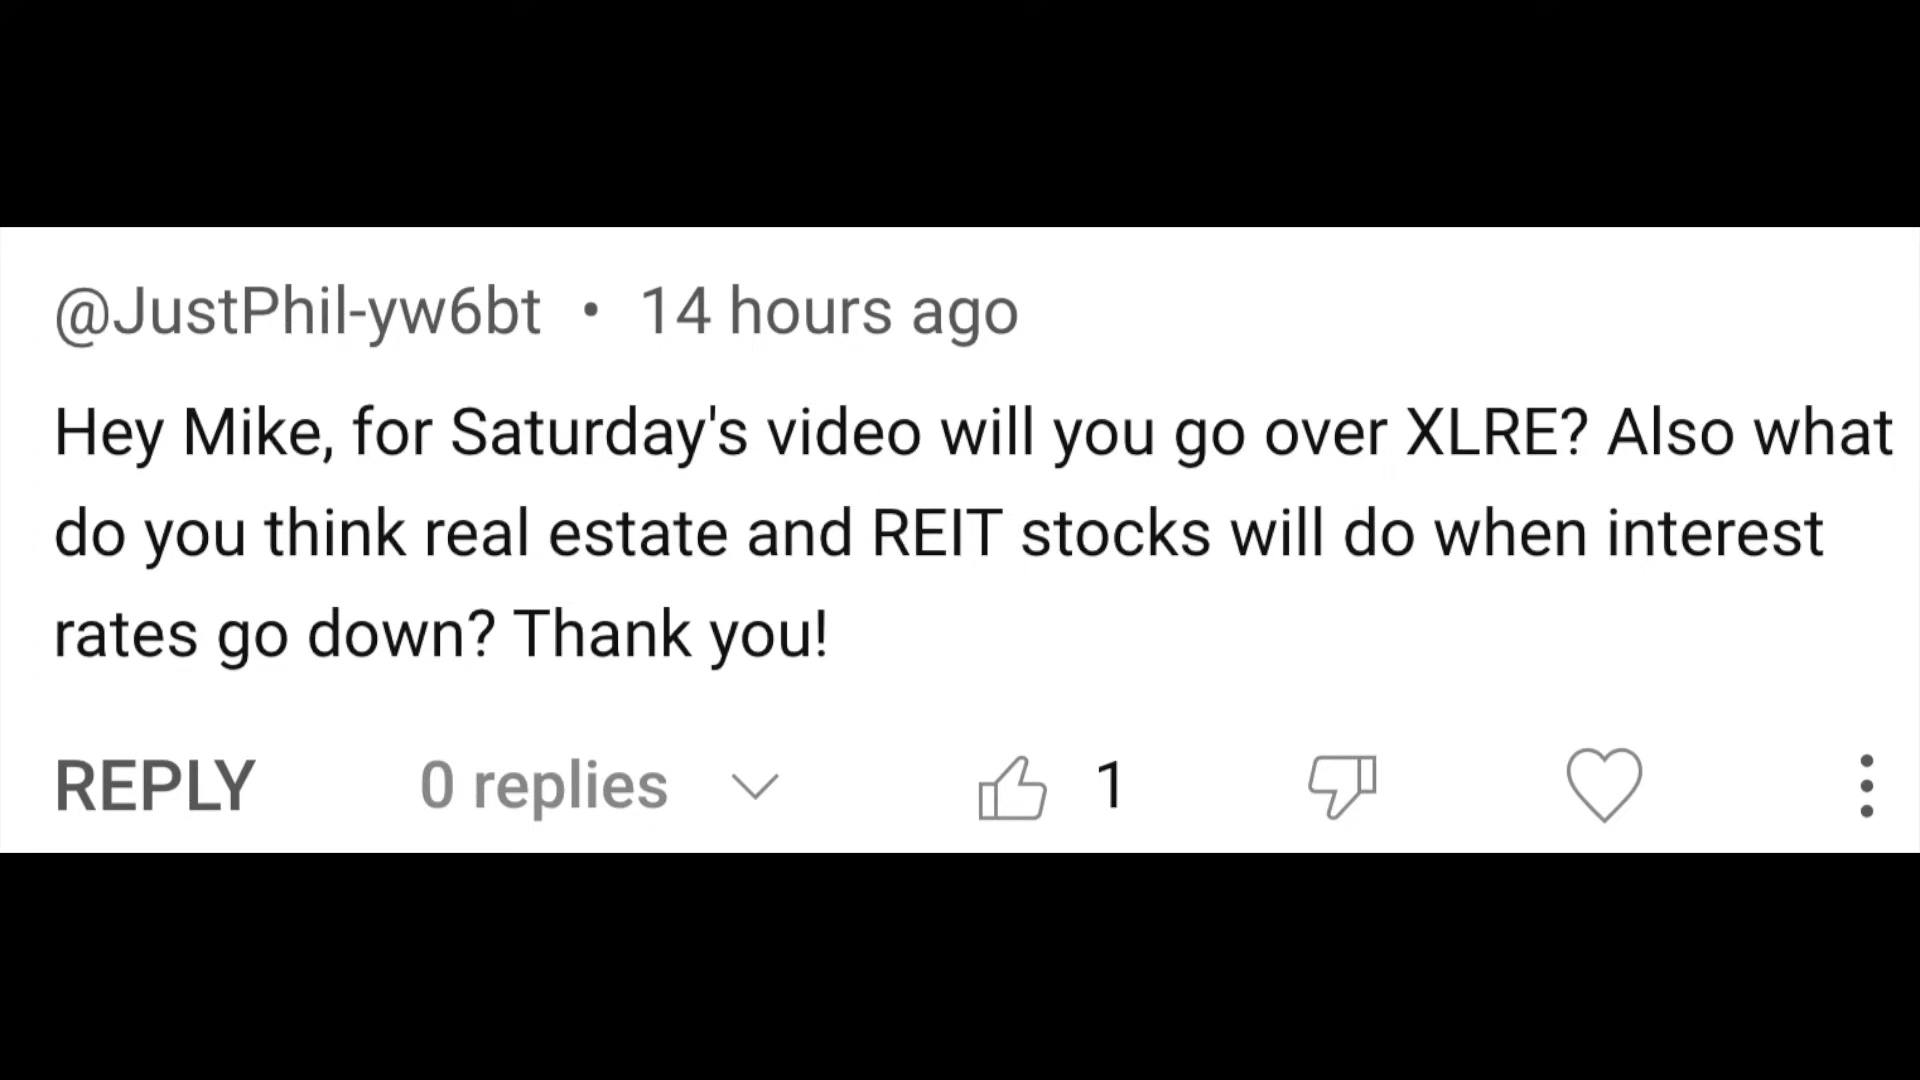 @JustPhil-yw6bt • 14 hours ago
Hey Mike, for Saturday's video will you go over XLRE? Also what
do you think real estate and REIT stocks will do when interest
rates go down? Thank you!
REPLY 0 replies 1